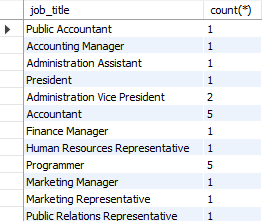 job_title count(*)
Public Accountant 1
Accounting Manager 1
Administration Assistant 1
President 1
Administration Vice President 2
Accountant 5
Finance Manager 1
Human Resources Representative 1
Programmer 5
Marketing Manager 1
Marketing Representative 1
Public Relations Representative 1